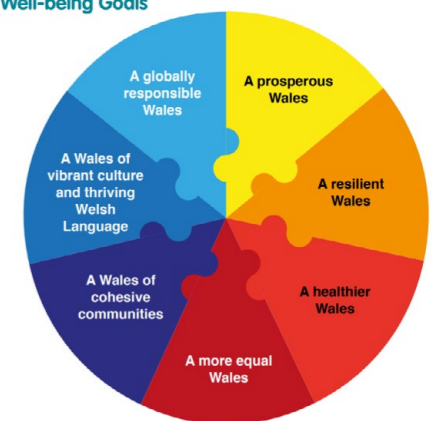 Well-being Goals
A prosperous
Wales
A resilient
Wales
A healthier
Wales
A more equal
Wales
A Wales of
cohesive
communities
A Wales of
vibrant culture
and thriving
Welsh
Language
A globally
responsible
Wales